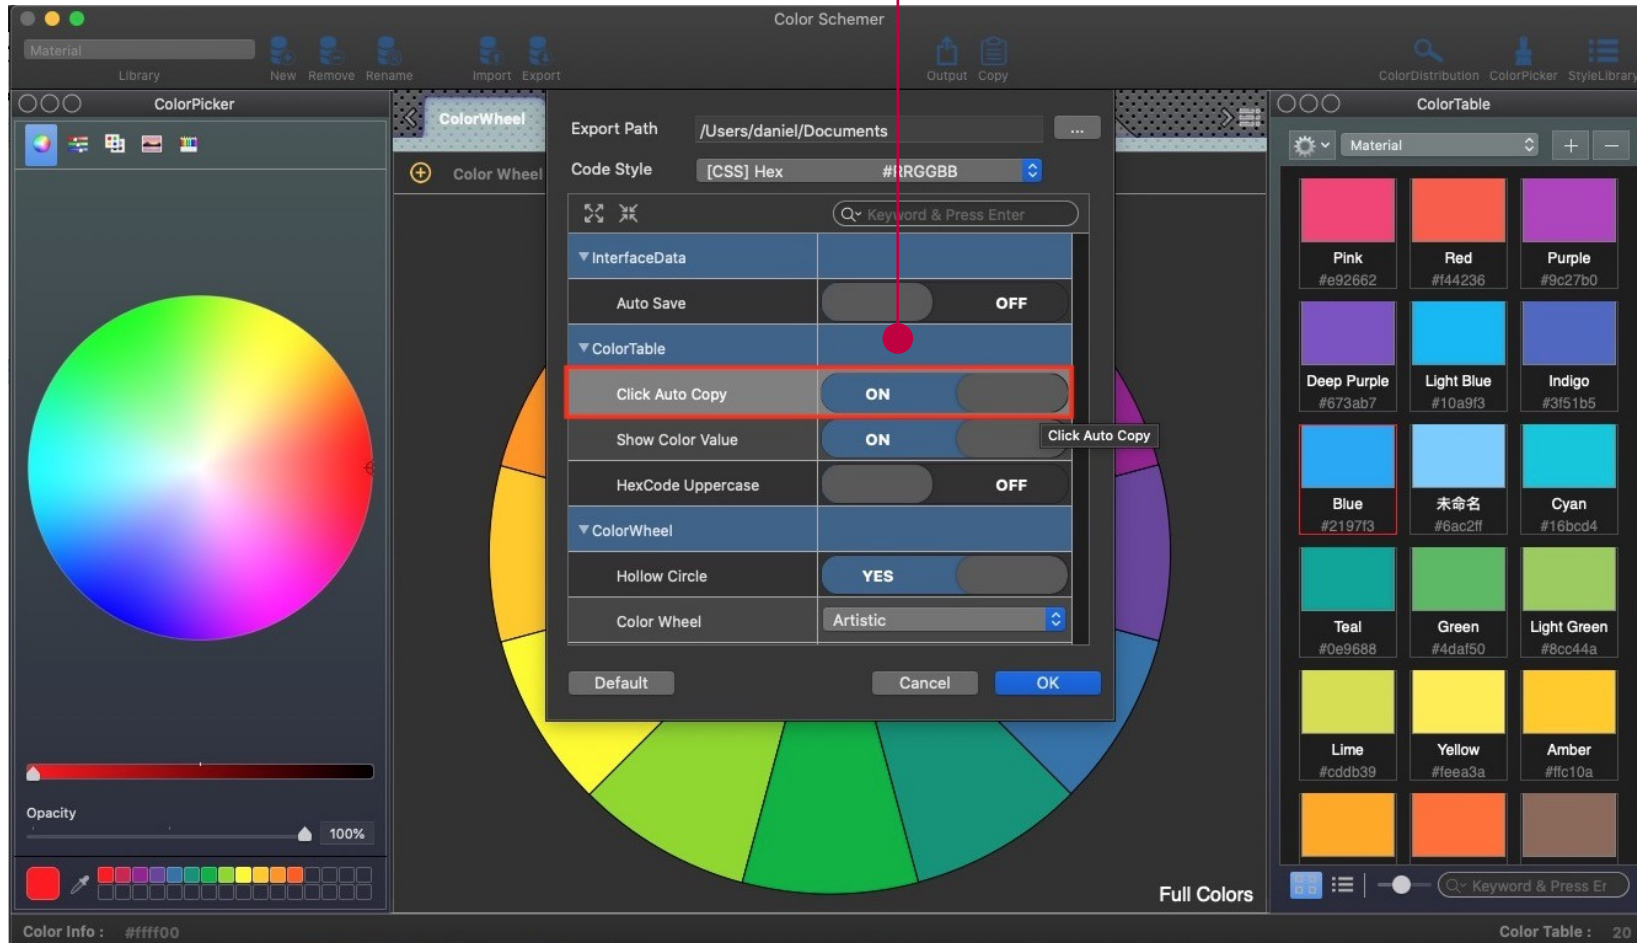 Color Schemer
Material
Library
New Remove Rename
Import Export
Output Copy
ColorDistribution ColorPicker StyleLibrary
ColorPicker
Opacity
100%
ColorWheel
Color Wheel
Export Path /Users/daniel/Documents ...
Code Style [CSS] Hex #RRGGBB
Keyword & Press Enter
InterfaceData
Auto Save OFF
ColorTable
Click Auto Copy ON
Show Color Value ON
Click Auto Copy
HexCode Uppercase OFF
ColorWheel
Hollow Circle YES
Color Wheel Artistic
Default Cancel OK
Full Colors
ColorTable
Material + −
Pink Red Purple
#e92662 #f44236 #9c27b0
Deep Purple Light Blue Indigo
#673ab7 #10a9f3 #3f51b5
Blue 未命名 Cyan
#2197f3 #6ac2ff #16bcd4
Teal Green Light Green
#0e9688 #4daf50 #8cc44a
Lime Yellow Amber
#cddb39 #feea3a #ffc10a
Keyword & Press Er
Color Info : #ffff00
Color Table : 20